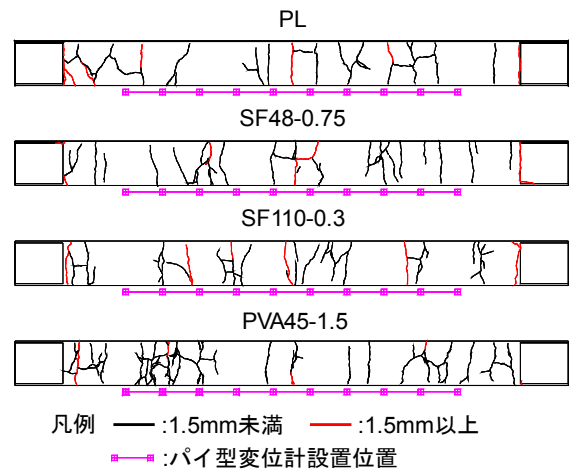 PL
SF48-0.75
SF110-0.3
PVA45-1.5
凡例 :1.5mm未満 :1.5mm以上
:パイ型変位計設置位置